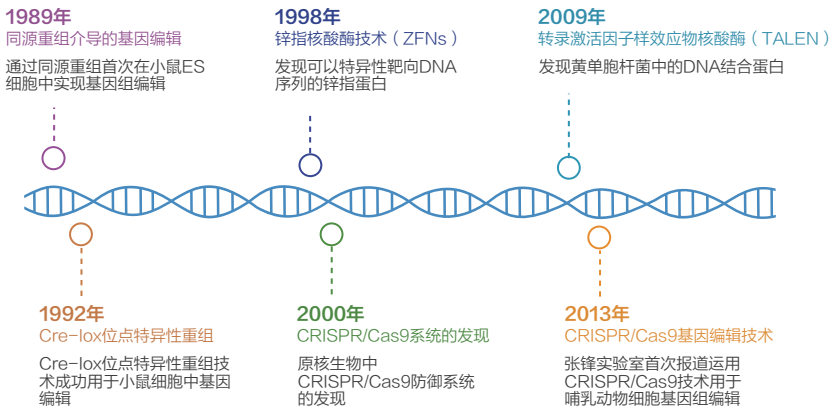 1989年
同源重组介导的基因编辑
通过同源重组首次在小鼠ES
细胞中实现基因组编辑
1998年
锌指核酸酶技术（ZFNs）
发现可以特异性靶向DNA
序列的锌指蛋白
2009年
转录激活因子样效应物核酸酶（TALEN）
发现黄单胞杆菌中的DNA结合蛋白
1992年
Cre-lox位点特异性重组
Cre-lox位点特异性重组技
术成功用于小鼠细胞中基因
编辑
2000年
CRISPR/Cas9系统的发现
原核生物中
CRISPR/Cas9防御系统
的发现
2013年
CRISPR/Cas9基因编辑技术
张锋实验室首次报道运用
CRISPR/Cas9技术用于
哺乳动物细胞基因组编辑